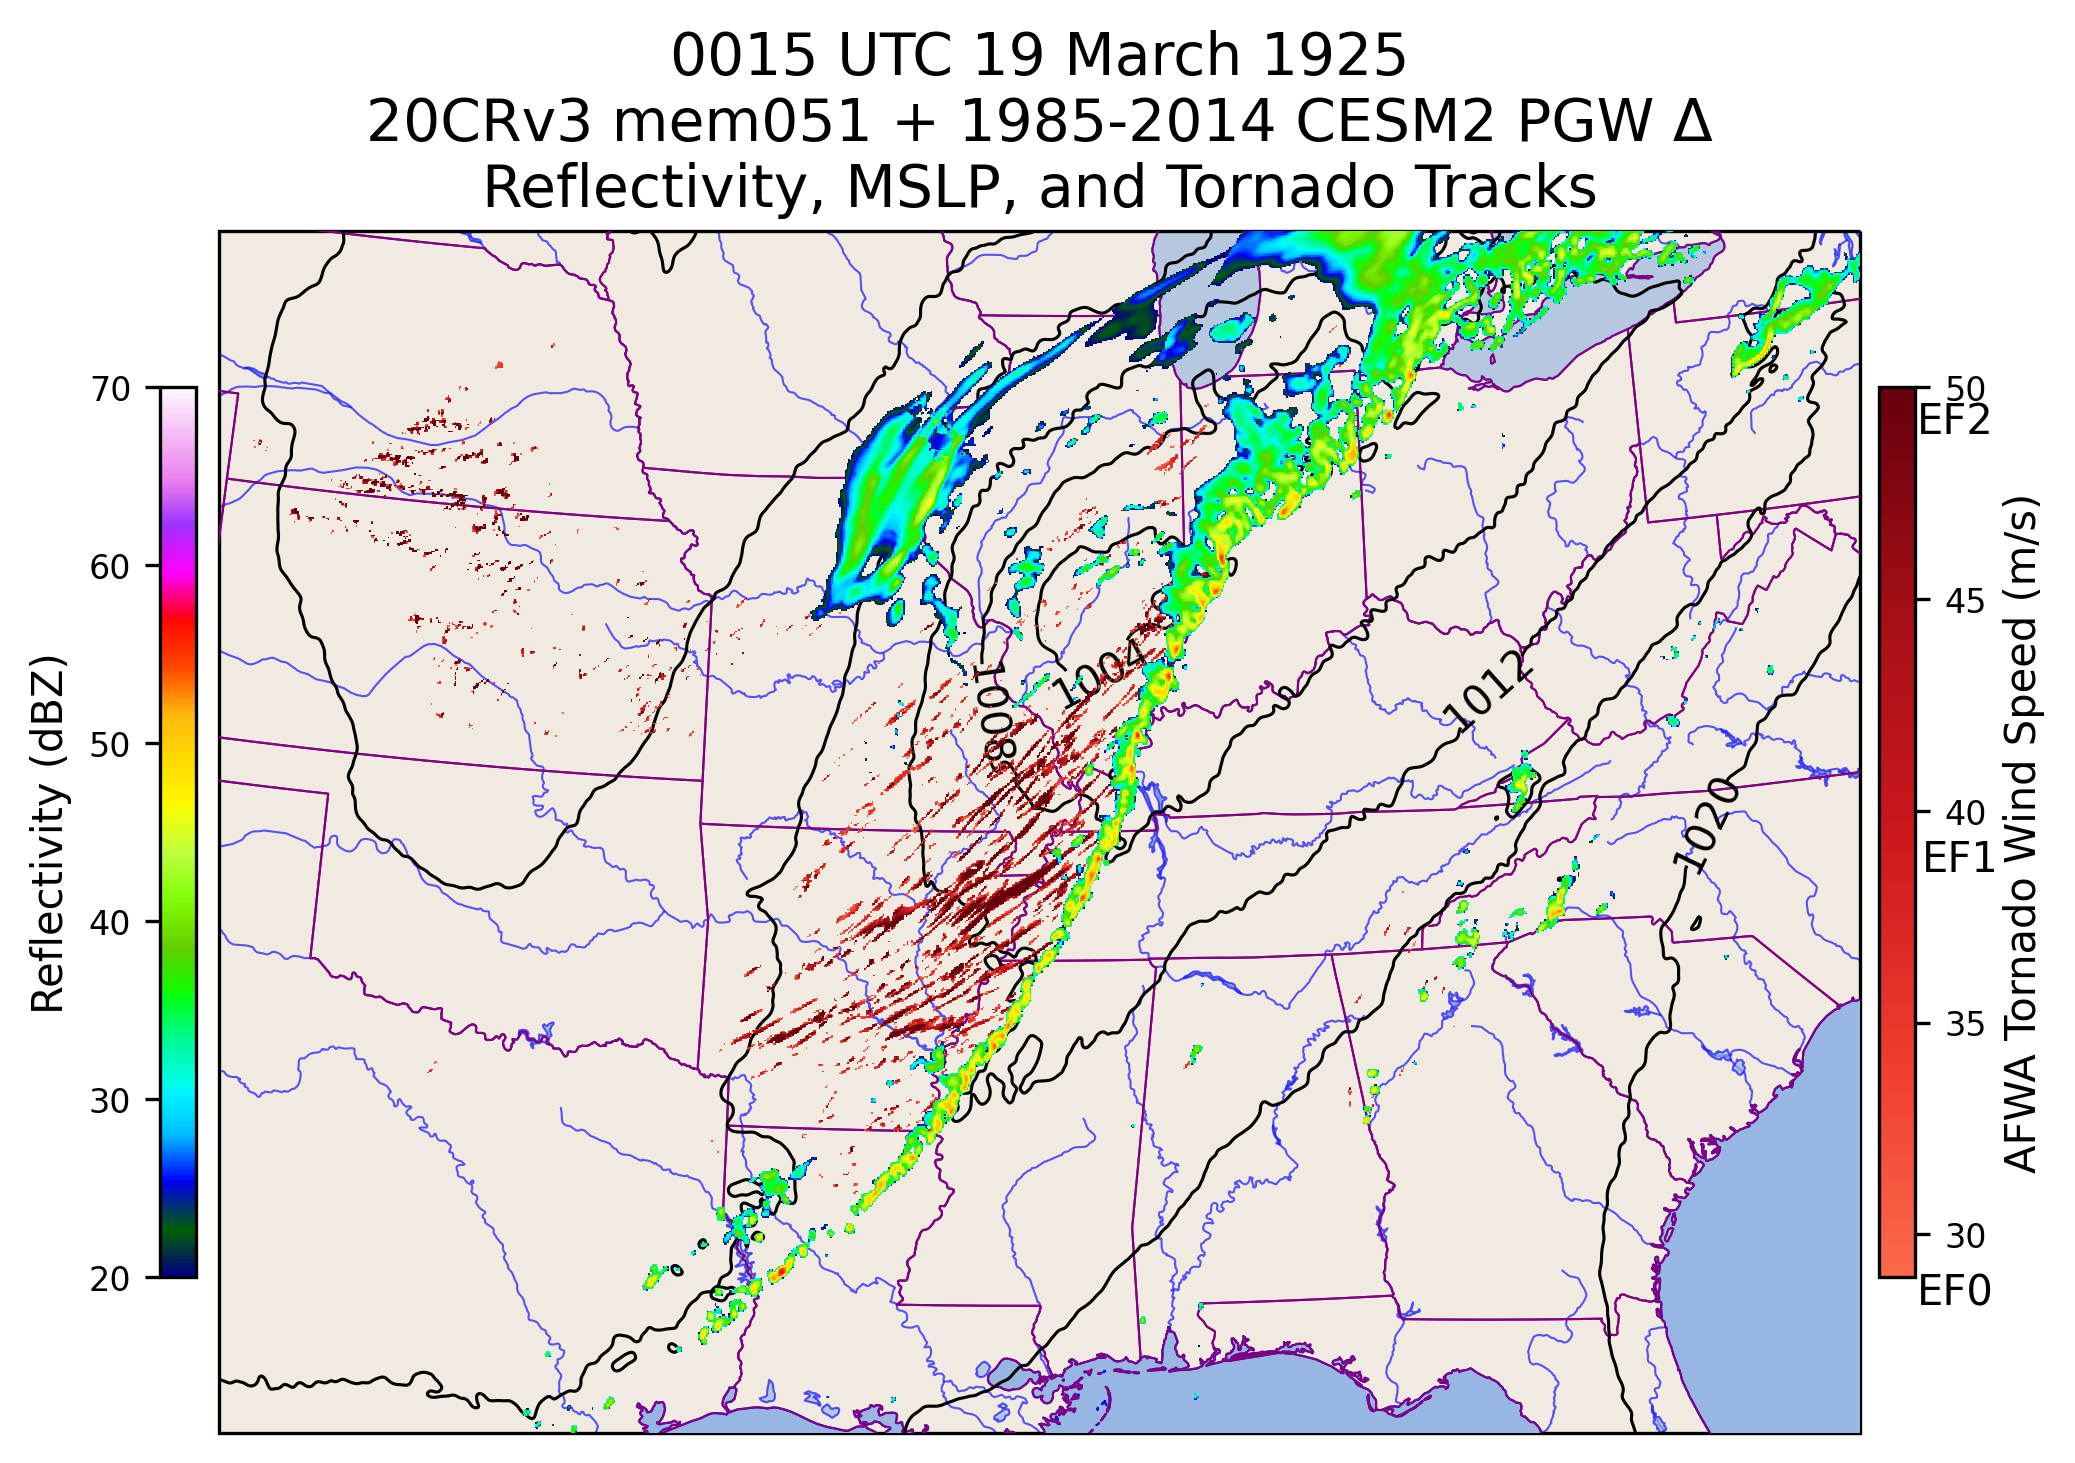 0015 UTC 19 March 1925
20CRv3 mem051 + 1985-2014 CESM2 PGW Δ
Reflectivity, MSLP, and Tornado Tracks
Reflectivity (dBZ)
70
60
50
40
30
20
1008
1004
1012
1020
50
EF2
45
40
EF1
35
30
EF0
AFWA Tornado Wind Speed (m/s)